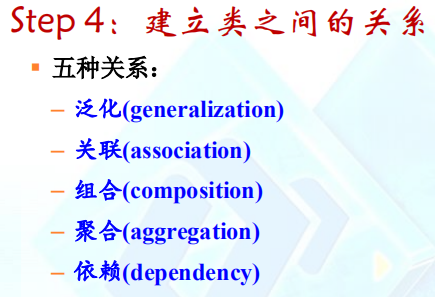 Step 4：建立类之间的关系
▪ 五种关系：
– 泛化(generalization)
– 关联(association)
– 组合(composition)
– 聚合(aggregation)
– 依赖(dependency)